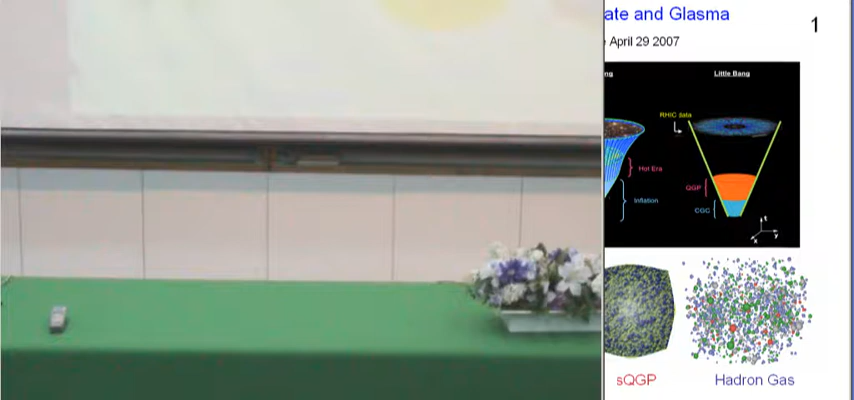 ate and Glasma
1
April 29 2007
ng
Little Bang
RHIC data
Hot Era
QGP
Inflation
CGC
t
x
y
sQGP
Hadron Gas